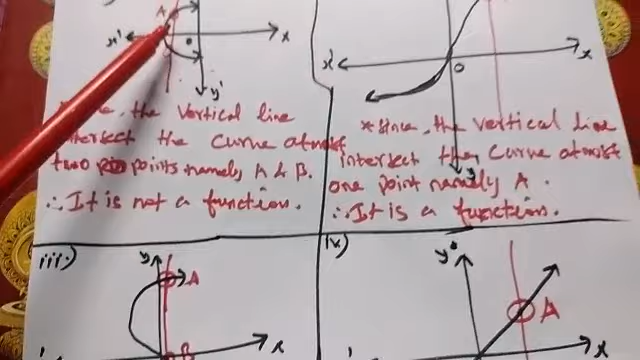 A
x' x
y'
the Vertical line
intersect the curve atmost
two points namely A & B.
∴ It is not a function.
x' x
O
y
* Since, the vertical line
intersect the curve atmost
one point namely A.
∴ It is a function.
iii)
y A
B x
iv)
y
A
x